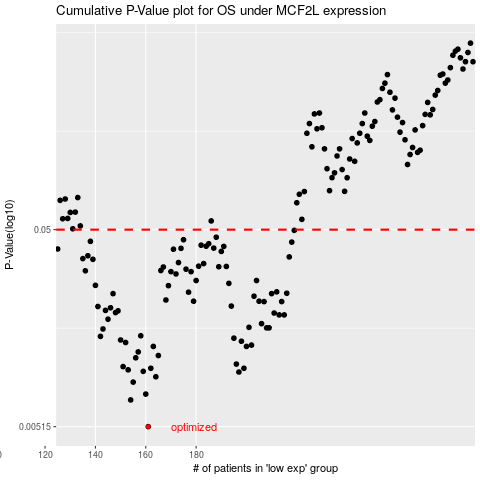 Cumulative P-Value plot for OS under MCF2L expression
P-Value(log10)
0.05
0.00515
optimized
0
120
140
160
180
# of patients in 'low exp' group